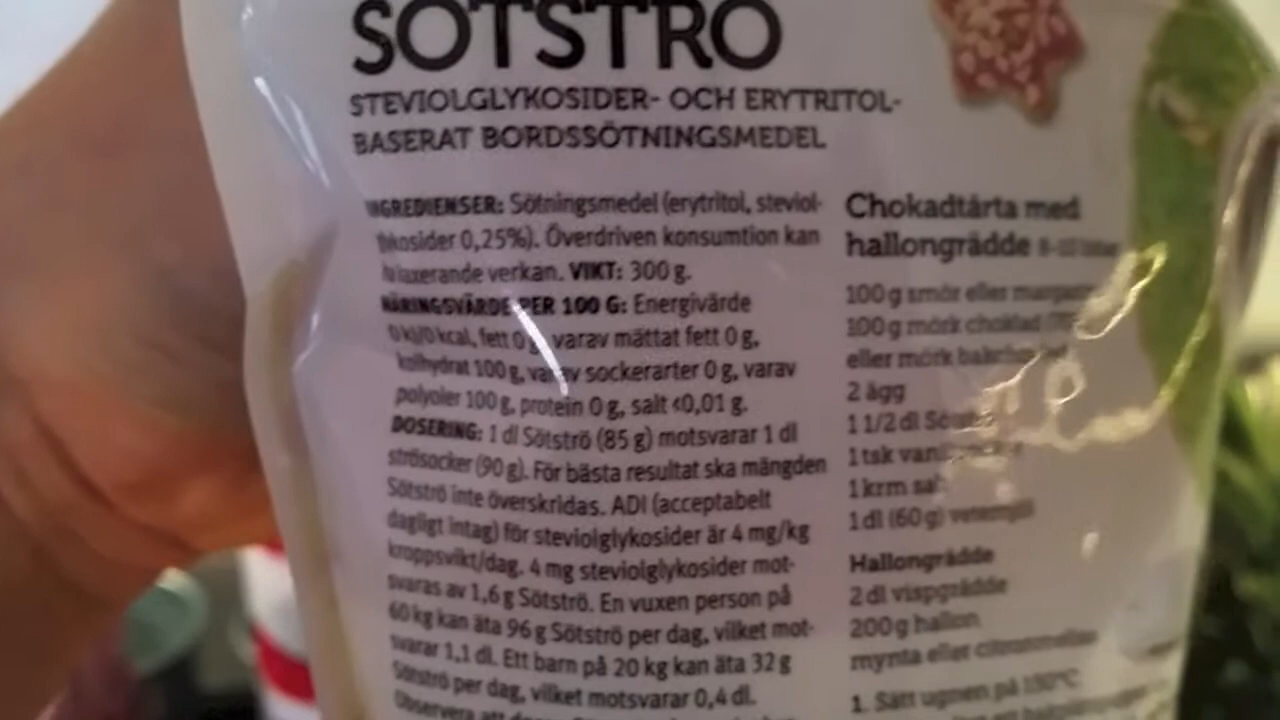 SÖTSTRÖ
STEVIOLGLYKOSIDER- OCH ERYTRITOL-
BASERAT BORDSSÖTNINGSMEDEL
INGREDIENSER: Sötningsmedel (erytritol, steviol-
glykosider 0,25%). Överdriven konsumtion kan
ha laxerande verkan. VIKT: 300 g.
NÄRINGSVÄRDE PER 100 G: Energivärde
0 kJ/0 kcal, fett 0 g, varav mättat fett 0 g,
kolhydrat 100 g, varav sockerarter 0 g, varav
polyoler 100 g, protein 0 g, salt <0,01 g.
DOSERING: 1 dl Sötströ (85 g) motsvarar 1 dl
strösocker (90 g). För bästa resultat ska mängden
Sötströ inte överskridas. ADI (acceptabelt
dagligt intag) för steviolglykosider är 4 mg/kg
kroppsvikt/dag. 4 mg steviolglykosider mot-
svaras av 1,6 g Sötströ. En vuxen person på
60 kg kan äta 96 g Sötströ per dag, vilket mot-
svarar 1,1 dl. Ett barn på 20 kg kan äta 32 g
Sötströ per dag, vilket motsvarar 0,4 dl.
Observera att
Chokladtårta med
hallongrädde
100 g smör eller
100 g mörk choklad
eller mörk
2 ägg
1 1/2 dl
1 tsk
1 krm
1 dl (60 g) vetemjöl
Hallongrädde
2 dl vispgrädde
200 g hallon
mynta eller citronmeliss
1. Sätt ugnen på 150°C